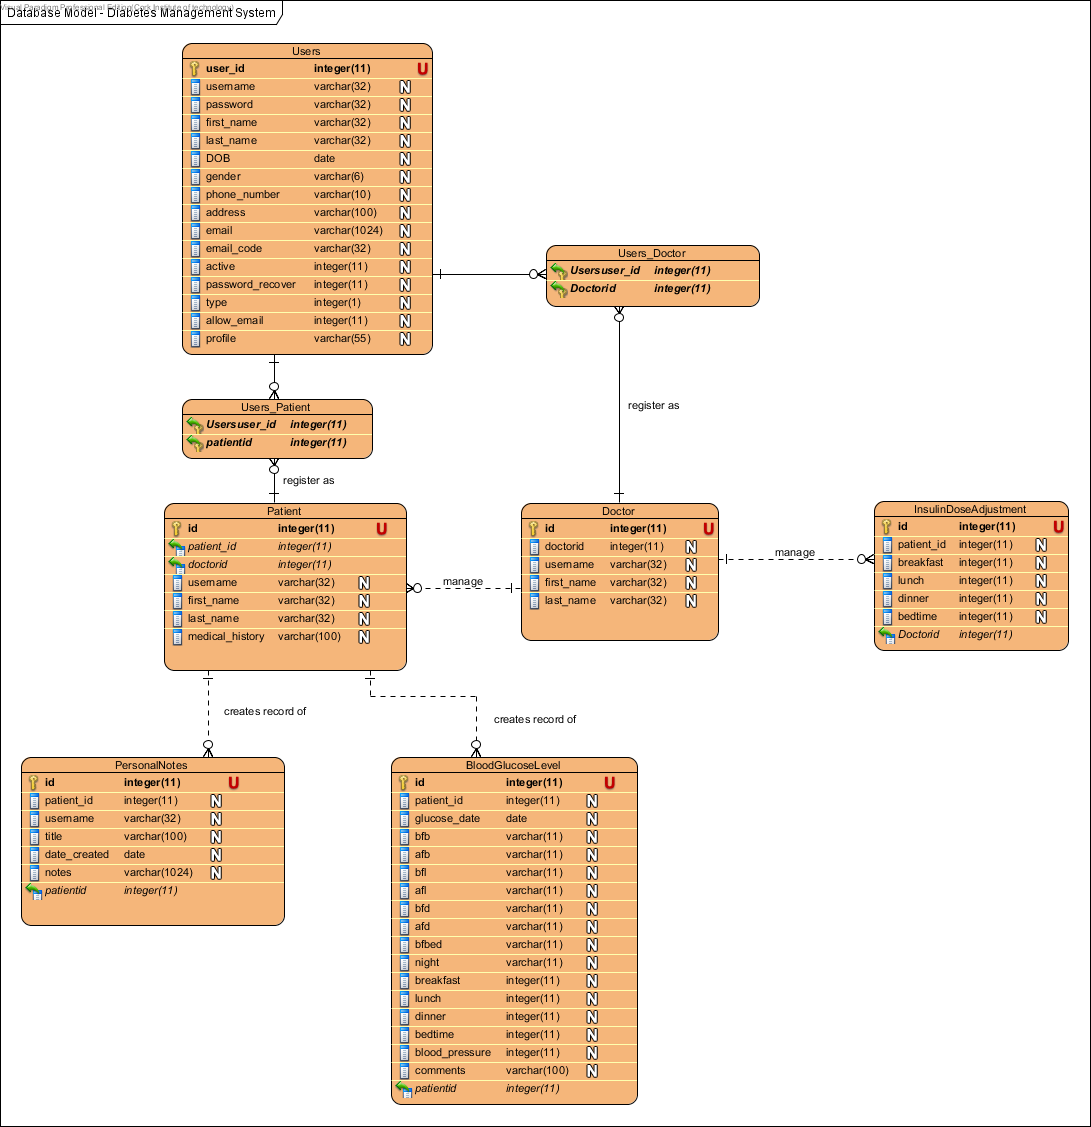 Visual Paradigm Professional Edition(Cork Institute of technology)
Database Model - Diabetes Management System
Users
user_id integer(11) U
username varchar(32) N
password varchar(32) N
first_name varchar(32) N
last_name varchar(32) N
DOB date N
gender varchar(6) N
phone_number varchar(10) N
address varchar(100) N
email varchar(1024) N
email_code varchar(32) N
active integer(11) N
password_recover integer(11) N
type integer(1) N
allow_email integer(11) N
profile varchar(55) N
Users_Doctor
Usersuser_id integer(11)
Doctorid integer(11)
register as
Users_Patient
Usersuser_id integer(11)
patientid integer(11)
register as
Patient
id integer(11) U
patient_id integer(11)
doctorid integer(11)
username varchar(32) N
first_name varchar(32) N
last_name varchar(32) N
medical_history varchar(100) N
manage
Doctor
id integer(11) U
doctorid integer(11) N
username varchar(32) N
first_name varchar(32) N
last_name varchar(32) N
manage
InsulinDoseAdjustment
id integer(11) U
patient_id integer(11) N
breakfast integer(11) N
lunch integer(11) N
dinner integer(11) N
bedtime integer(11) N
Doctorid integer(11)
creates record of
creates record of
PersonalNotes
id integer(11) U
patient_id integer(11) N
username varchar(32) N
title varchar(100) N
date_created date N
notes varchar(1024) N
patientid integer(11)
BloodGlucoseLevel
id integer(11) U
patient_id integer(11) N
glucose_date date N
bfb varchar(11) N
afb varchar(11) N
bfl varchar(11) N
afl varchar(11) N
bfd varchar(11) N
afd varchar(11) N
bfbed varchar(11) N
night varchar(11) N
breakfast integer(11) N
lunch integer(11) N
dinner integer(11) N
bedtime integer(11) N
blood_pressure integer(11) N
comments varchar(100) N
patientid integer(11)